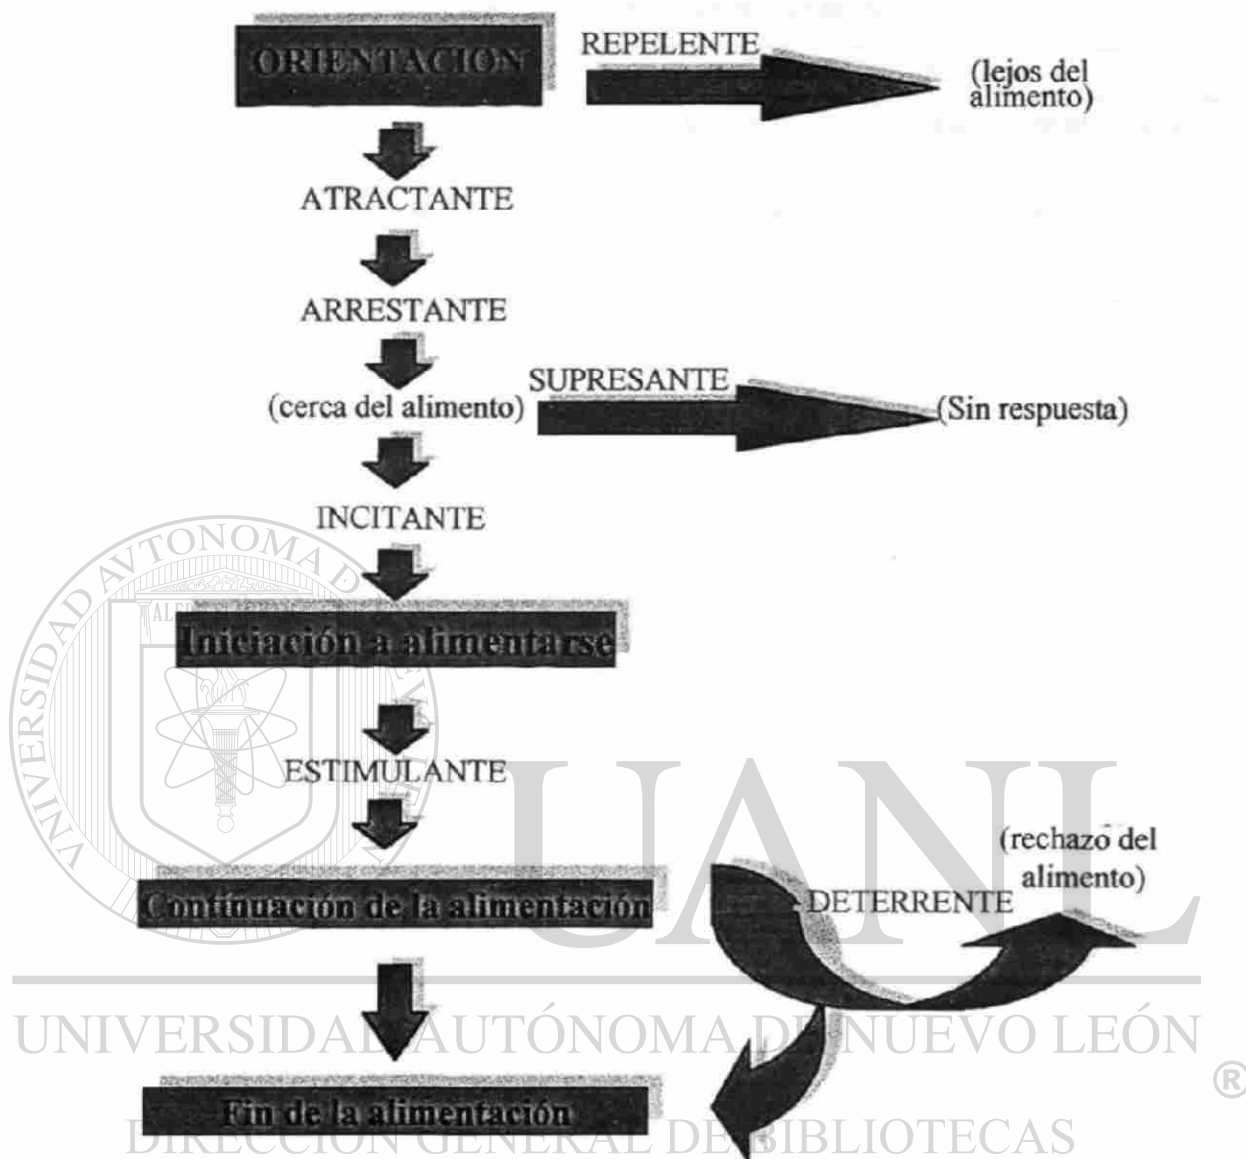 ORIENTACION
REPELENTE
(lejos del
alimento)
ATRACTANTE
ARRESTANTE
(cerca del alimento)
SUPRESANTE
(Sin respuesta)
INCITANTE
Iniciación a alimentarse
ESTIMULANTE
Continuación de la alimentación
DETERRENTE
(rechazo del
alimento)
Fin de la alimentación
UNIVERSIDAD AVTONOMA D
UANL
UNIVERSIDAD AUTÓNOMA DE NUEVO LEÓN
®
DIRECCIÓN GENERAL DE BIBLIOTECAS